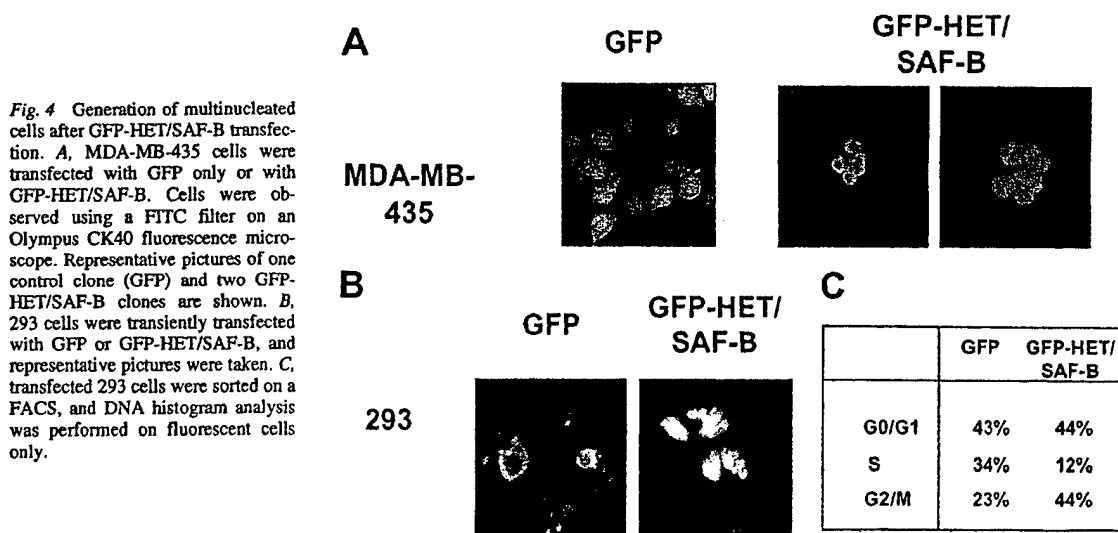 Fig. 4 Generation of multinucleated
cells after GFP-HET/SAF-B transfec-
tion. A, MDA-MB-435 cells were
transfected with GFP only or with
GFP-HET/SAF-B. Cells were ob-
served using a FITC filter on an
Olympus CK40 fluorescence micro-
scope. Representative pictures of one
control clone (GFP) and two GFP-
HET/SAF-B clones are shown. B,
293 cells were transiently transfected
with GFP or GFP-HET/SAF-B, and
representative pictures were taken. C,
transfected 293 cells were sorted on a
FACS, and DNA histogram analysis
was performed on fluorescent cells
only.
A
GFP
GFP-HET/
SAF-B
MDA-MB-
435
B
GFP
GFP-HET/
SAF-B
293
C
GFP GFP-HET/
SAF-B
G0/G1 43% 44%
S 34% 12%
G2/M 23% 44%